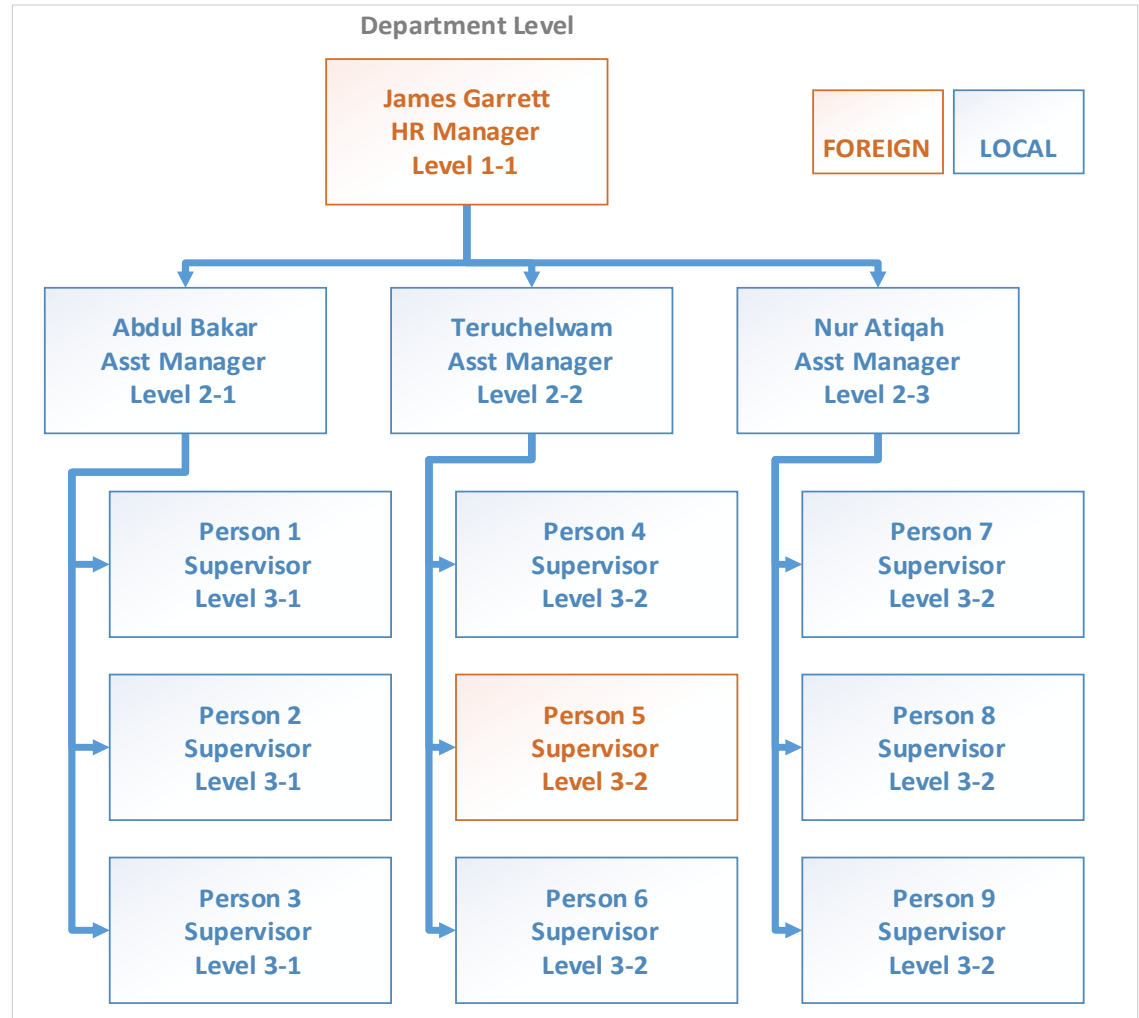 Department Level
James Garrett
HR Manager
Level 1-1
FOREIGN
LOCAL
Abdul Bakar
Asst Manager
Level 2-1
Teruchelwam
Asst Manager
Level 2-2
Nur Atiqah
Asst Manager
Level 2-3
Person 1
Supervisor
Level 3-1
Person 4
Supervisor
Level 3-2
Person 7
Supervisor
Level 3-2
Person 2
Supervisor
Level 3-1
Person 5
Supervisor
Level 3-2
Person 8
Supervisor
Level 3-2
Person 3
Supervisor
Level 3-1
Person 6
Supervisor
Level 3-2
Person 9
Supervisor
Level 3-2